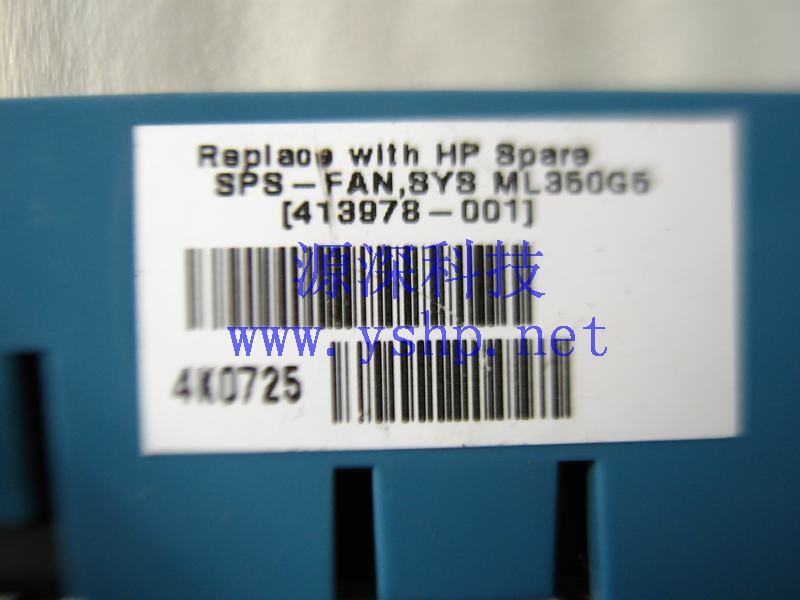 Replace with HP Spare
SPS-FAN,SYS ML350G5
[413978-001]
源深科技
www.yshp.net
4K0725